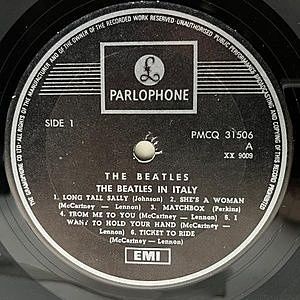 ALL RIGHTS OF THE MANUFACTURER AND OF THE OWNER OF THE RECORDED WORK RESERVED. UNAUTHORISED PUBLIC PERFORMANCE BROADCASTING AND COPYING OF THIS RECORD PROHIBITED.
THE GRAMOPHONE CO LTD
£
PARLOPHONE
SIDE 1
PMCQ 31506
A
XX 9009
THE BEATLES
THE BEATLES IN ITALY
1. LONG TALL SALLY (Johnson) 2. SHE'S A WOMAN
(McCartney - Lennon) 3. MATCHBOX (Perkins)
4. TROM ME TO YOU (McCartney - Lennon) - 5. I
WANT TO HOLD YOUR HAND (McCartney -
Lennon) 6. TICKET TO RIDE
(McCartney - Lennon)
EMI